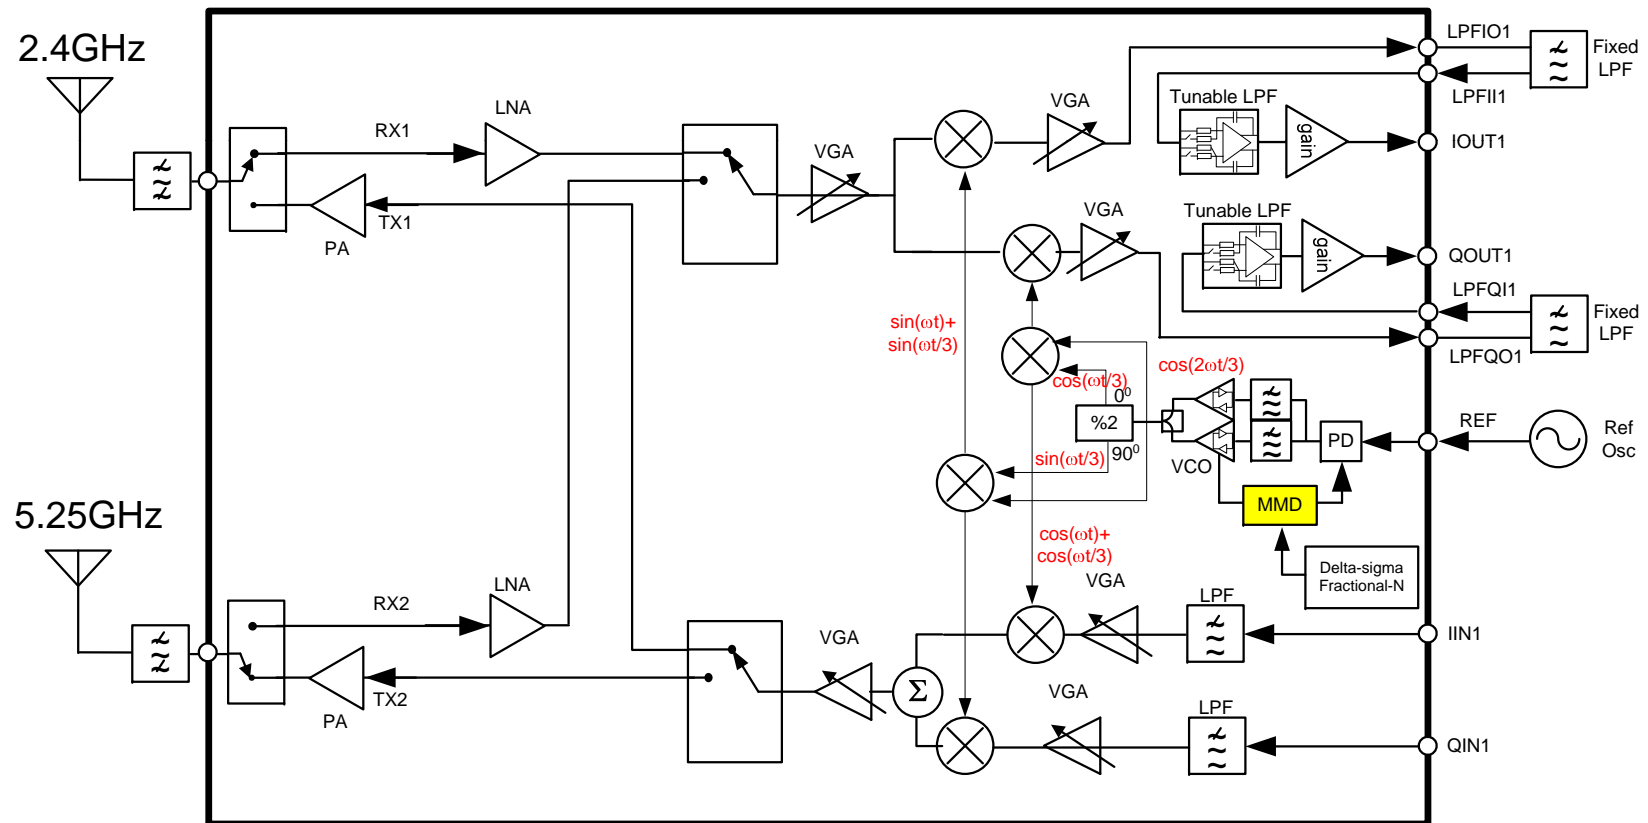 2.4GHz
LNA
RX1
TX1
PA
VGA
VGA
VGA
Tunable LPF
gain
Tunable LPF
gain
LPFIO1
Fixed
LPF
LPFII1
IOUT1
QOUT1
LPFQI1
Fixed
LPF
LPFQO1
sin(ωt)+
sin(ωt/3)
cos(2ωt/3)
cos(ωt/3)
0⁰
%2
90⁰
sin(ωt/3)
VCO
PD
REF
Ref
Osc
MMD
Delta-sigma
Fractional-N
cos(ωt)+
cos(ωt/3)
5.25GHz
LNA
RX2
TX2
PA
VGA
Σ
VGA
LPF
IIN1
VGA
LPF
QIN1